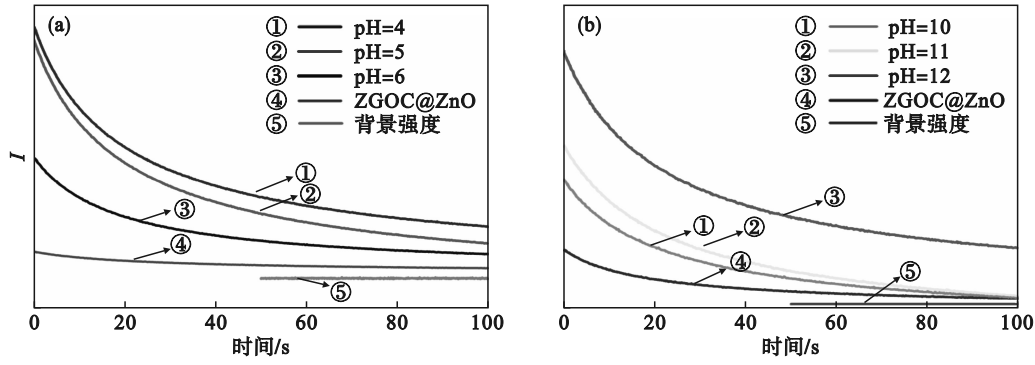 (a)
① pH=4
② pH=5
③ pH=6
④ ZGOC@ZnO
⑤ 背景强度
I
①
②
③
④
⑤
0 20 40 60 80 100
时间/s
(b)
① pH=10
② pH=11
③ pH=12
④ ZGOC@ZnO
⑤ 背景强度
③
①
②
④
⑤
0 20 40 60 80 100
时间/s